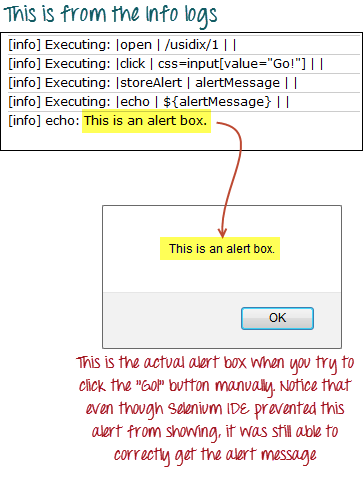 This is from the Info logs
[info] Executing: |open | /usidix/1 | |
[info] Executing: |click | css=input[value="Go!"] | |
[info] Executing: |storeAlert | alertMessage | |
[info] Executing: |echo | ${alertMessage} | |
[info] echo: This is an alert box.
This is an alert box.
OK
This is the actual alert box when you try to
click the "Go!" button manually. Notice that
even though Selenium IDE prevented this
alert from showing, it was still able to
correctly get the alert message